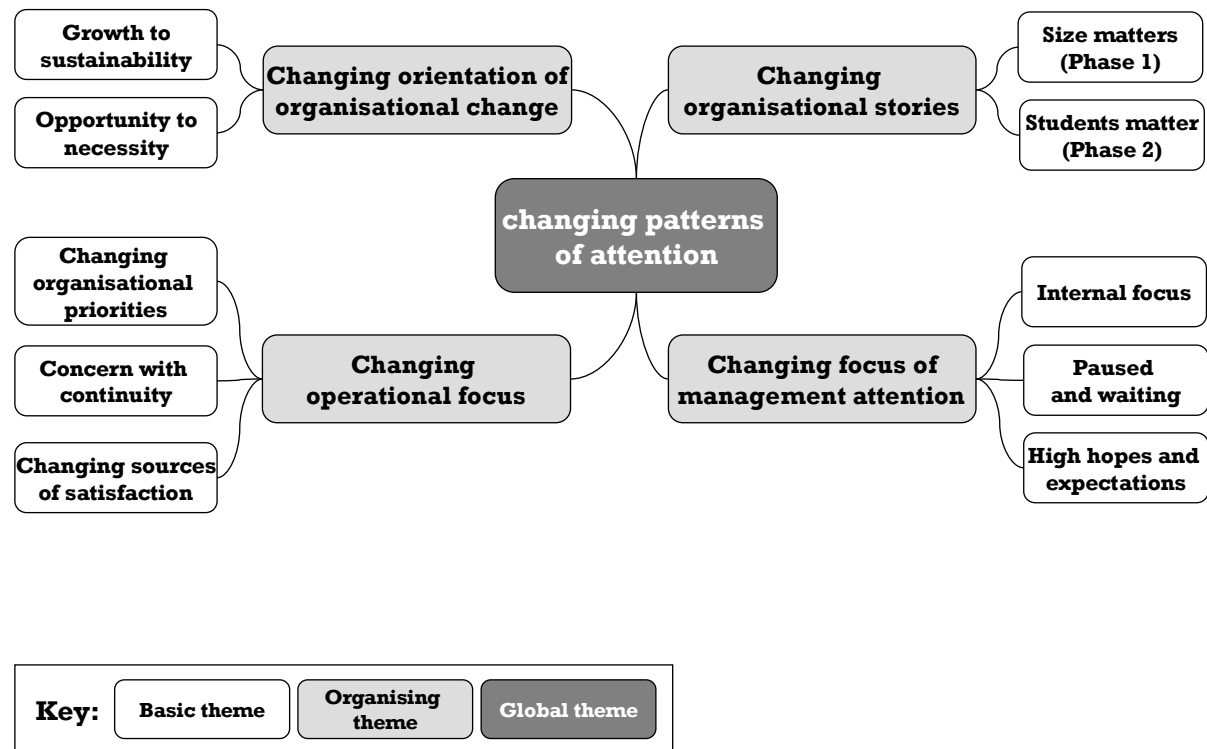 Growth to
sustainability
Opportunity to
necessity
Changing orientation of
organisational change
Changing
organisational stories
Size matters
(Phase 1)
Students matter
(Phase 2)
changing patterns
of attention
Changing
organisational
priorities
Concern with
continuity
Changing sources
of satisfaction
Changing
operational focus
Changing focus of
management attention
Internal focus
Paused
and waiting
High hopes and
expectations
Key:
Basic theme
Organising
theme
Global theme